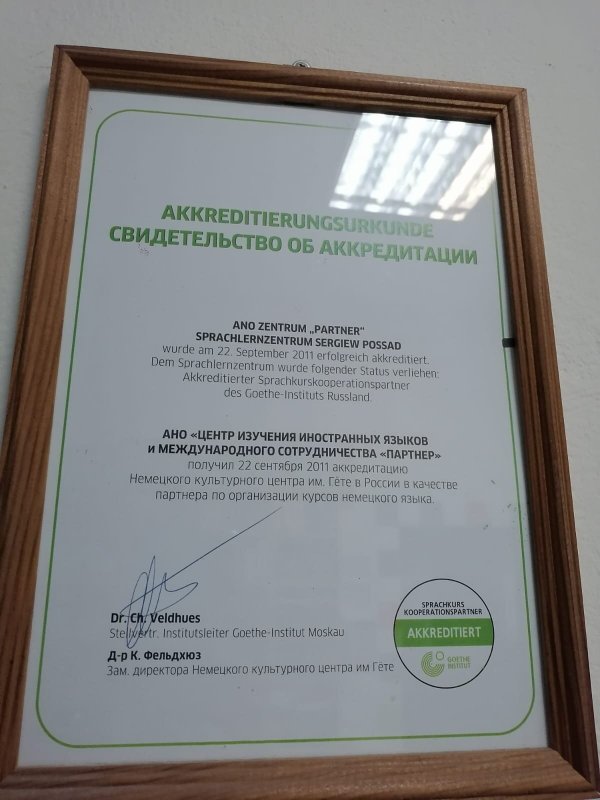 AKKREDITIERUNGSURKUNDE
СВИДЕТЕЛЬСТВО ОБ АККРЕДИТАЦИИ
ANO ZENTRUM „PARTNER“
SPRACHLERNZENTRUM SERGIEW POSSAD
wurde am 22. September 2011 erfolgreich akkreditiert.
Dem Sprachlernzentrum wurde folgender Status verliehen:
Akkreditierter Sprachkurskooperationspartner
des Goethe-Instituts Russland.
АНО «ЦЕНТР ИЗУЧЕНИЯ ИНОСТРАННЫХ ЯЗЫКОВ
И МЕЖДУНАРОДНОГО СОТРУДНИЧЕСТВА «ПАРТНЕР»
получил 22 сентября 2011 аккредитацию
Немецкого культурного центра им. Гёте в России в качестве
партнера по организации курсов немецкого языка.
Dr. Ch. Veldhues
Stellvertr. Institutsleiter Goethe-Institut Moskau
Д-р К. Фельдхюз
Зам. директора Немецкого культурного центра им Гёте
SPRACHKURS
KOOPERATIONSPARTNER
AKKREDITIERT
GOETHE
INSTITUT